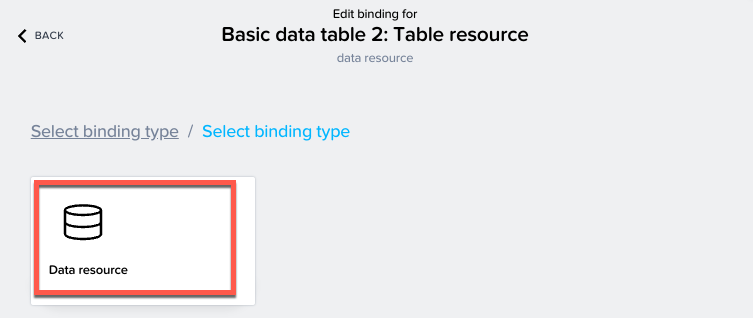 Edit binding for
BACK
Basic data table 2: Table resource
data resource
Select binding type / Select binding type
Data resource